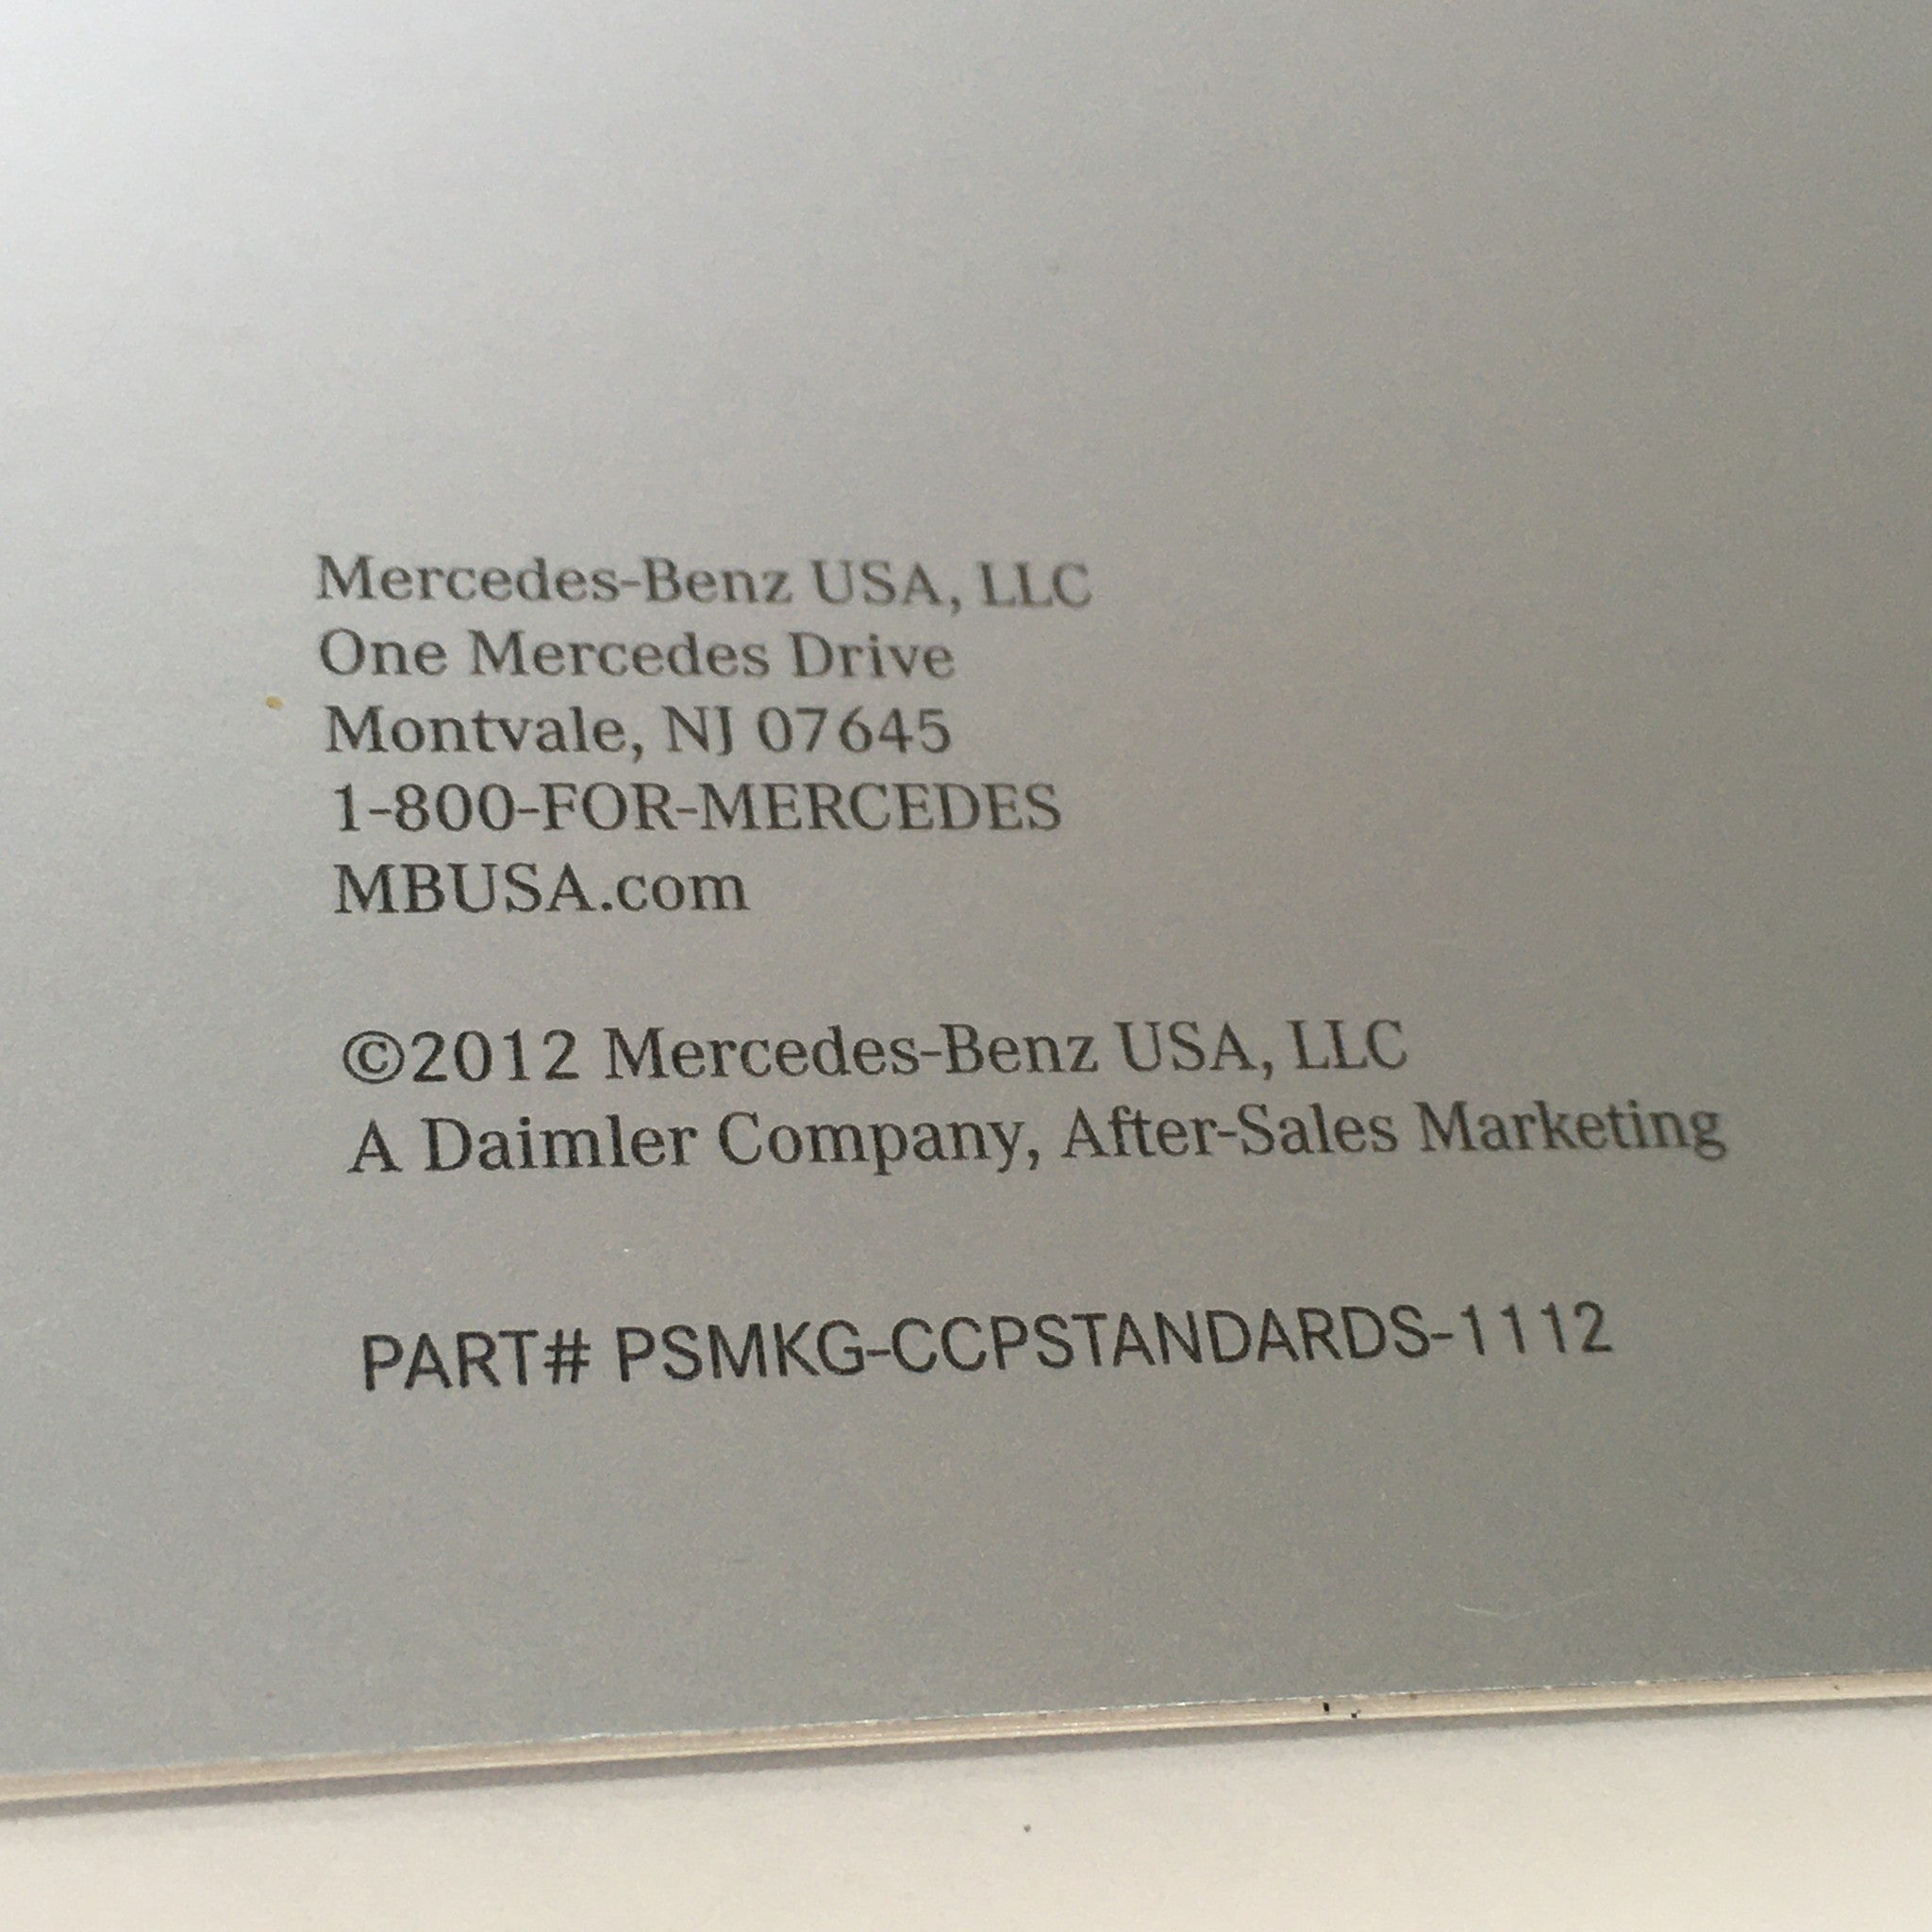 Mercedes-Benz USA, LLC
One Mercedes Drive
Montvale, NJ 07645
1-800-FOR-MERCEDES
MBUSA.com
©2012 Mercedes-Benz USA, LLC
A Daimler Company, After-Sales Marketing
PART# PSMKG-CCPSTANDARDS-1112